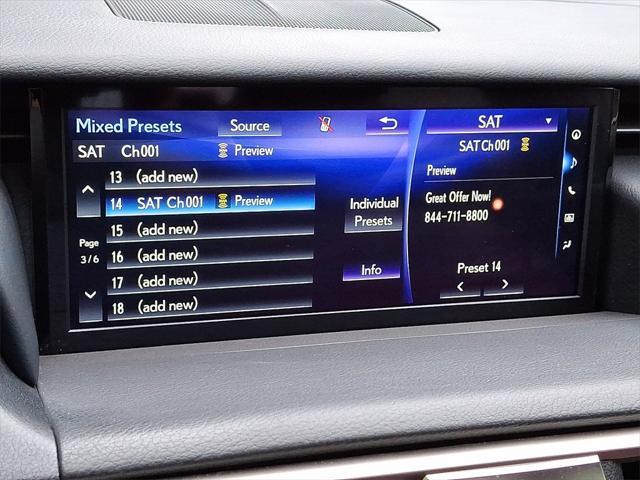 Mixed Presets Source
SAT Ch001 Preview
13 (add new)
14 SAT Ch001 Preview
15 (add new)
16 (add new)
17 (add new)
18 (add new)
Page
3/6
Individual
Presets
Info
SAT
SAT Ch001
Preview
Great Offer Now!
844-711-8800
Preset 14